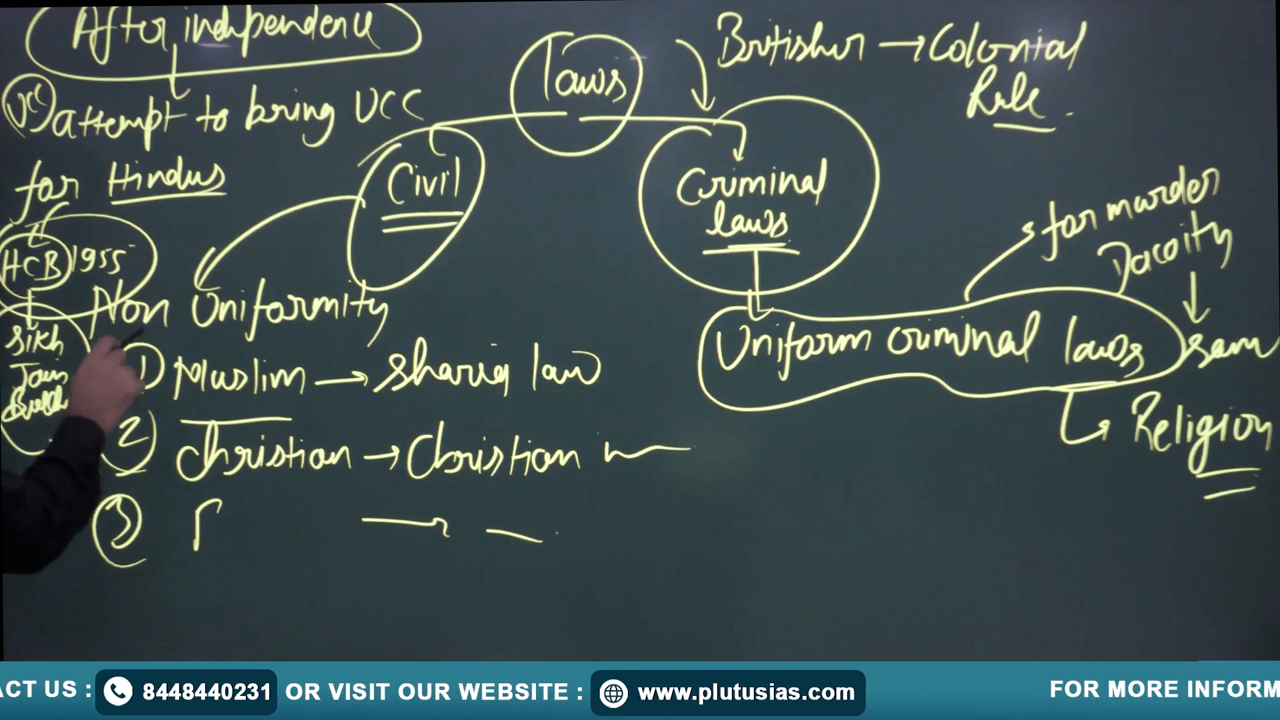 After independence
UCC attempt to bring UCC
for Hindus
HCB 1955
Sikh
Jain
laws
Britisher → Colonial
Rule
Civil
Criminal
laws
Non Uniformity
1) Muslim → sharia law
2) Christian → Christian
3)
Uniform criminal laws
for murder
Dacoity
Religion
ACT US : 8448440231 OR VISIT OUR WEBSITE : www.plutusias.com FOR MORE INFORM